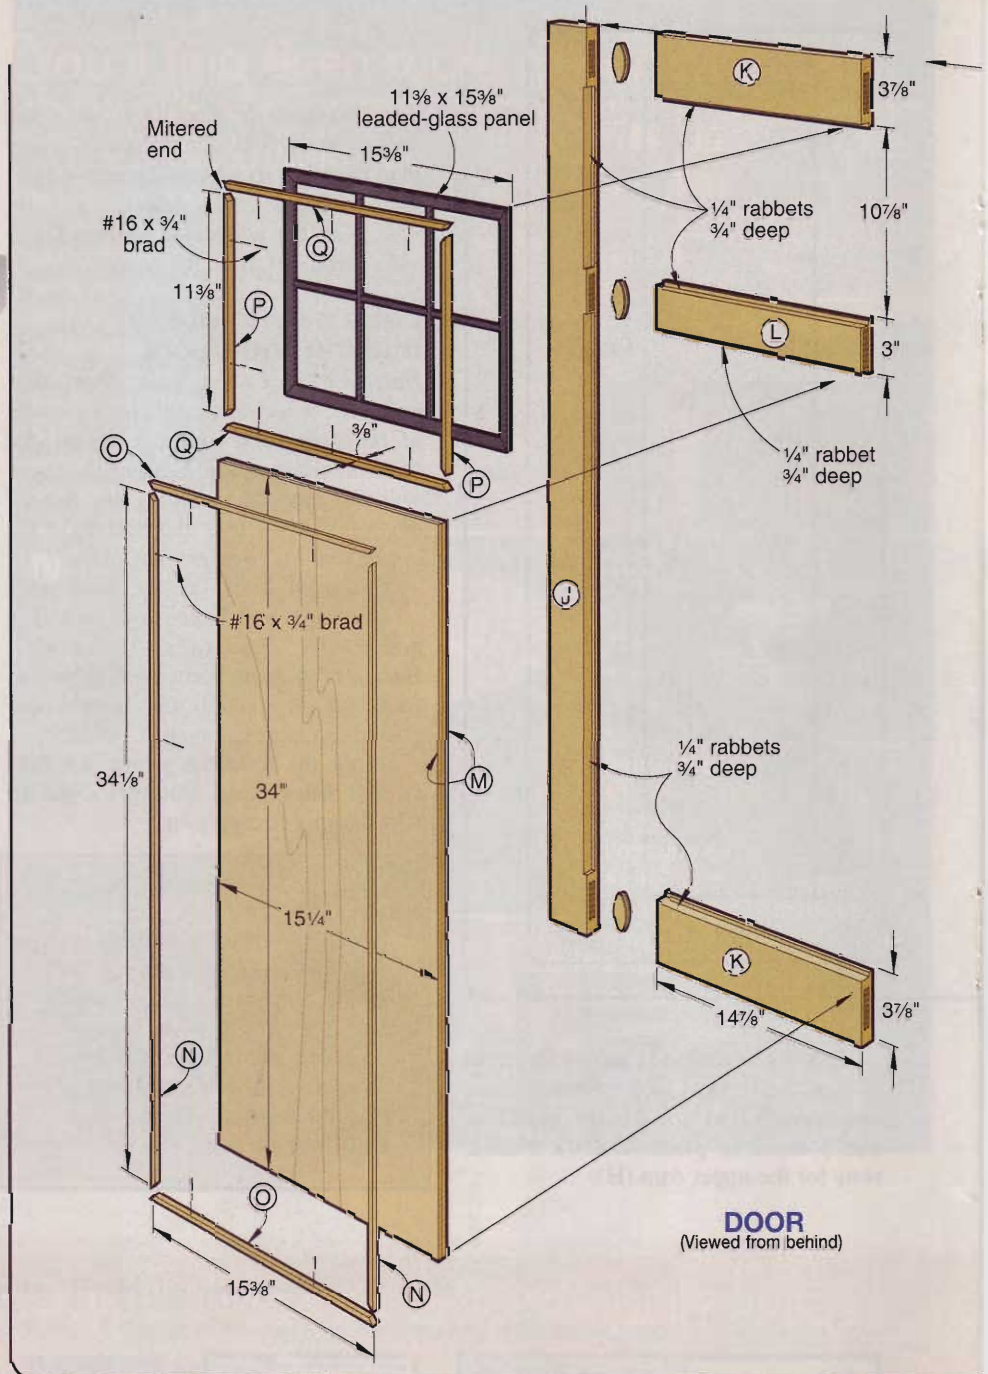 K
3⅞"
11⅜ x 15⅜"
leaded-glass panel
Mitered
end
15⅜"
#16 x ¾"
brad
Q
¼" rabbets
¾" deep
10⅞"
11⅜"
P
L
3"
Q
⅜"
P
¼" rabbet
¾" deep
O
J
#16 x ¾" brad
34⅛"
34"
M
¼" rabbets
¾" deep
15¼"
K
14⅞"
3⅞"
N
O
DOOR
(Viewed from behind)
15⅜"
N